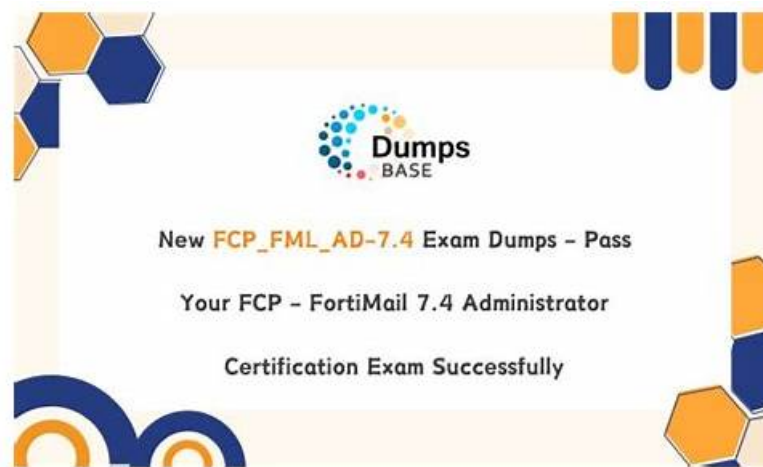 Dumps
BASE
New FCP_FML_AD-7.4 Exam Dumps – Pass
Your FCP – FortiMail 7.4 Administrator
Certification Exam Successfully